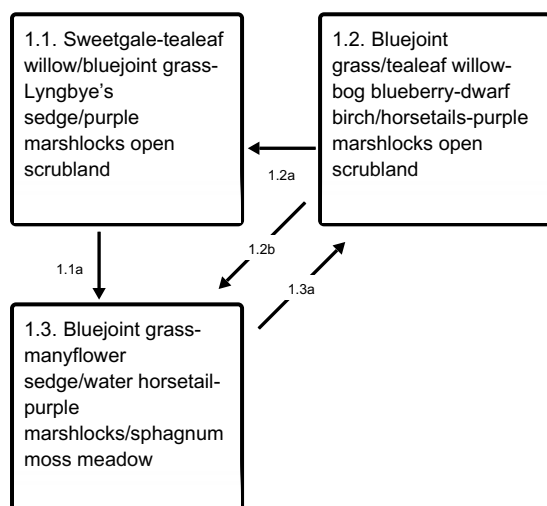 1.1. Sweetgale-tealeaf
willow/bluejoint grass-
Lyngbye’s
sedge/purple
marshlocks open
scrubland
1.2. Bluejoint
grass/tealeaf willow-
bog blueberry-dwarf
birch/horsetails-purple
marshlocks open
scrubland
1.2a
1.1a
1.2b
1.3a
1.3. Bluejoint grass-
manyflower
sedge/water horsetail-
purple
marshlocks/sphagnum
moss meadow